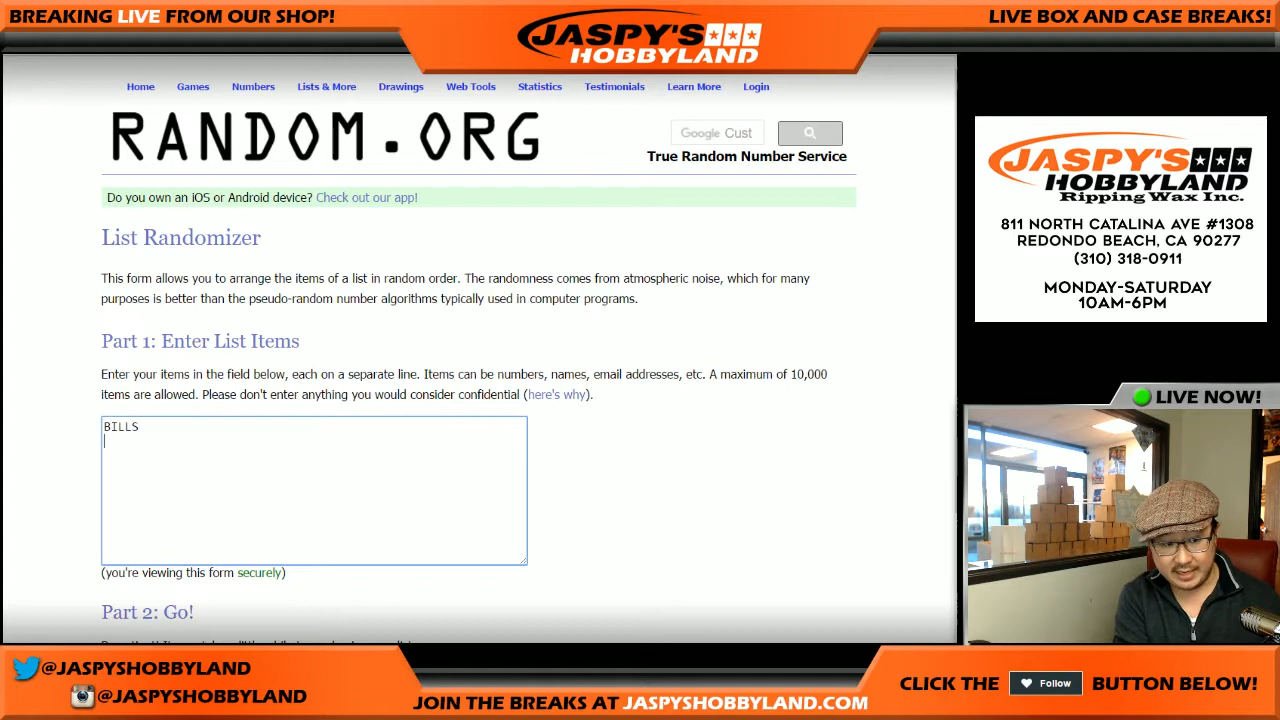 BREAKING LIVE FROM OUR SHOP!
JASPY'S
HOBBYLAND
LIVE BOX AND CASE BREAKS!
Home Games Numbers Lists & More Drawings Web Tools Statistics Testimonials Learn More Login
RANDOM.ORG
Google Cust
True Random Number Service
Do you own an iOS or Android device? Check out our app!
List Randomizer
This form allows you to arrange the items of a list in random order. The randomness comes from atmospheric noise, which for many
purposes is better than the pseudo-random number algorithms typically used in computer programs.
Part 1: Enter List Items
Enter your items in the field below, each on a separate line. Items can be numbers, names, email addresses, etc. A maximum of 10,000
items are allowed. Please don't enter anything you would consider confidential (here's why).
BILLS
(you're viewing this form securely)
Part 2: Go!
JASPY'S
HOBBYLAND
Ripping Wax Inc.
811 NORTH CATALINA AVE #1308
REDONDO BEACH, CA 90277
(310) 318-0911
MONDAY-SATURDAY
10AM-6PM
LIVE NOW!
@JASPYSHOBBYLAND
@JASPYSHOBBYLAND
JOIN THE BREAKS AT JASPYSHOBBYLAND.COM
CLICK THE Follow BUTTON BELOW!